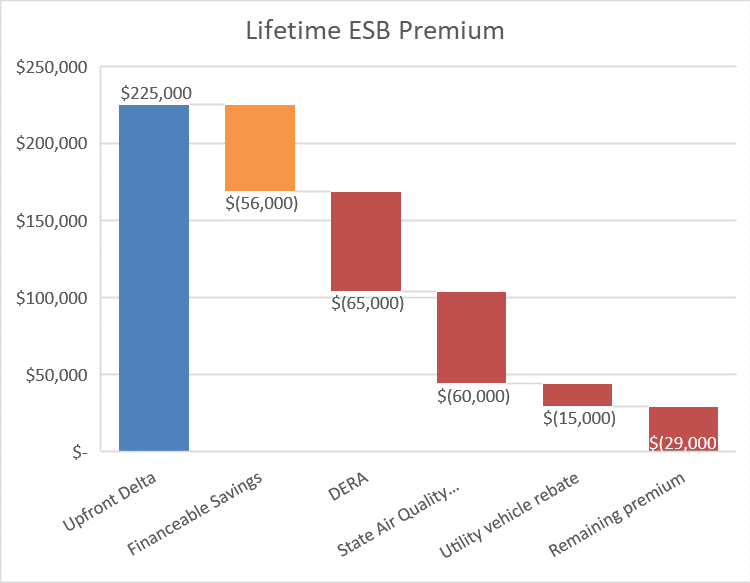 Lifetime ESB Premium
$250,000
$200,000
$150,000
$100,000
$50,000
$-
$225,000
$(56,000)
$(65,000)
$(60,000)
$(15,000)
$(29,000
Upfront Delta
Financeable Savings
DERA
State Air Quality...
Utility vehicle rebate
Remaining premium